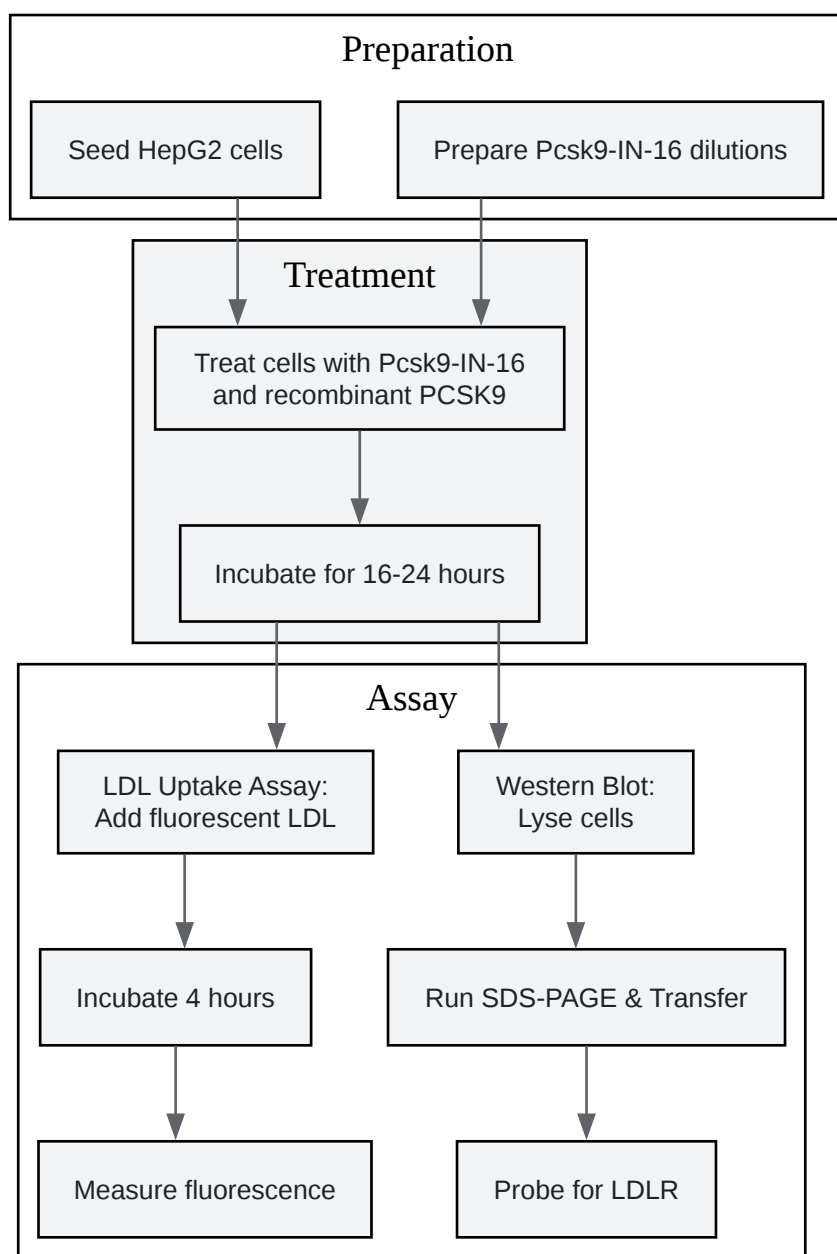 Preparation
Seed HepG2 cells
Prepare Pcsk9-IN-16 dilutions
Treatment
Treat cells with Pcsk9-IN-16
and recombinant PCSK9
Incubate for 16-24 hours
Assay
LDL Uptake Assay:
Add fluorescent LDL
Western Blot:
Lyse cells
Incubate 4 hours
Run SDS-PAGE & Transfer
Measure fluorescence
Probe for LDLR